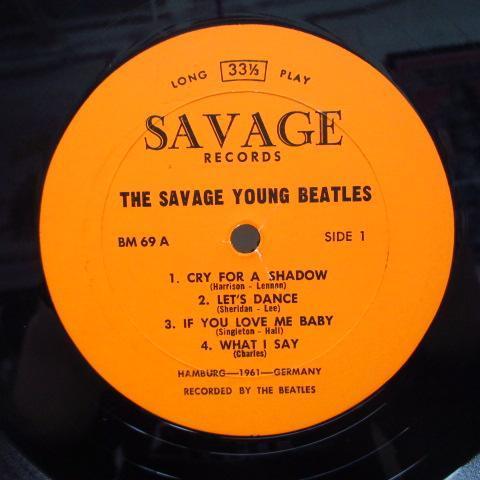 LONG 33⅓ PLAY
SAVAGE
RECORDS
THE SAVAGE YOUNG BEATLES
BM 69 A SIDE 1
1. CRY FOR A SHADOW
(Harrison - Lennon)
2. LET'S DANCE
(Sheridan - Lee)
3. IF YOU LOVE ME BABY
(Singleton - Hall)
4. WHAT I SAY
(Charles)
HAMBURG—1961—GERMANY
RECORDED BY THE BEATLES